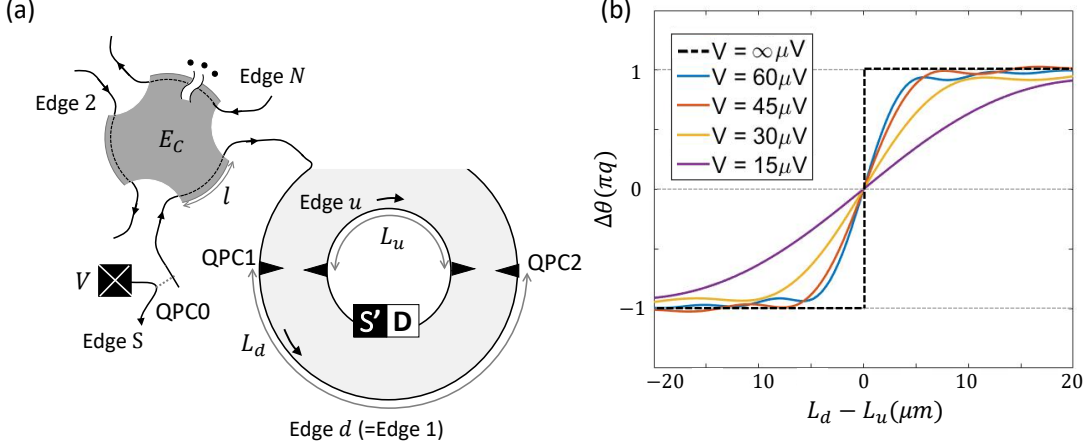 (a)
Edge 2
Edge N
E_C
l
V
QPC0
Edge S
QPC1
QPC2
Edge u
L_u
S' D
L_d
Edge d (=Edge 1)
(b)
V = ∞μV
V = 60μV
V = 45μV
V = 30μV
V = 15μV
Δθ(πq)
1
0
−1
−20 10 0 10 20
L_d − L_u(μm)